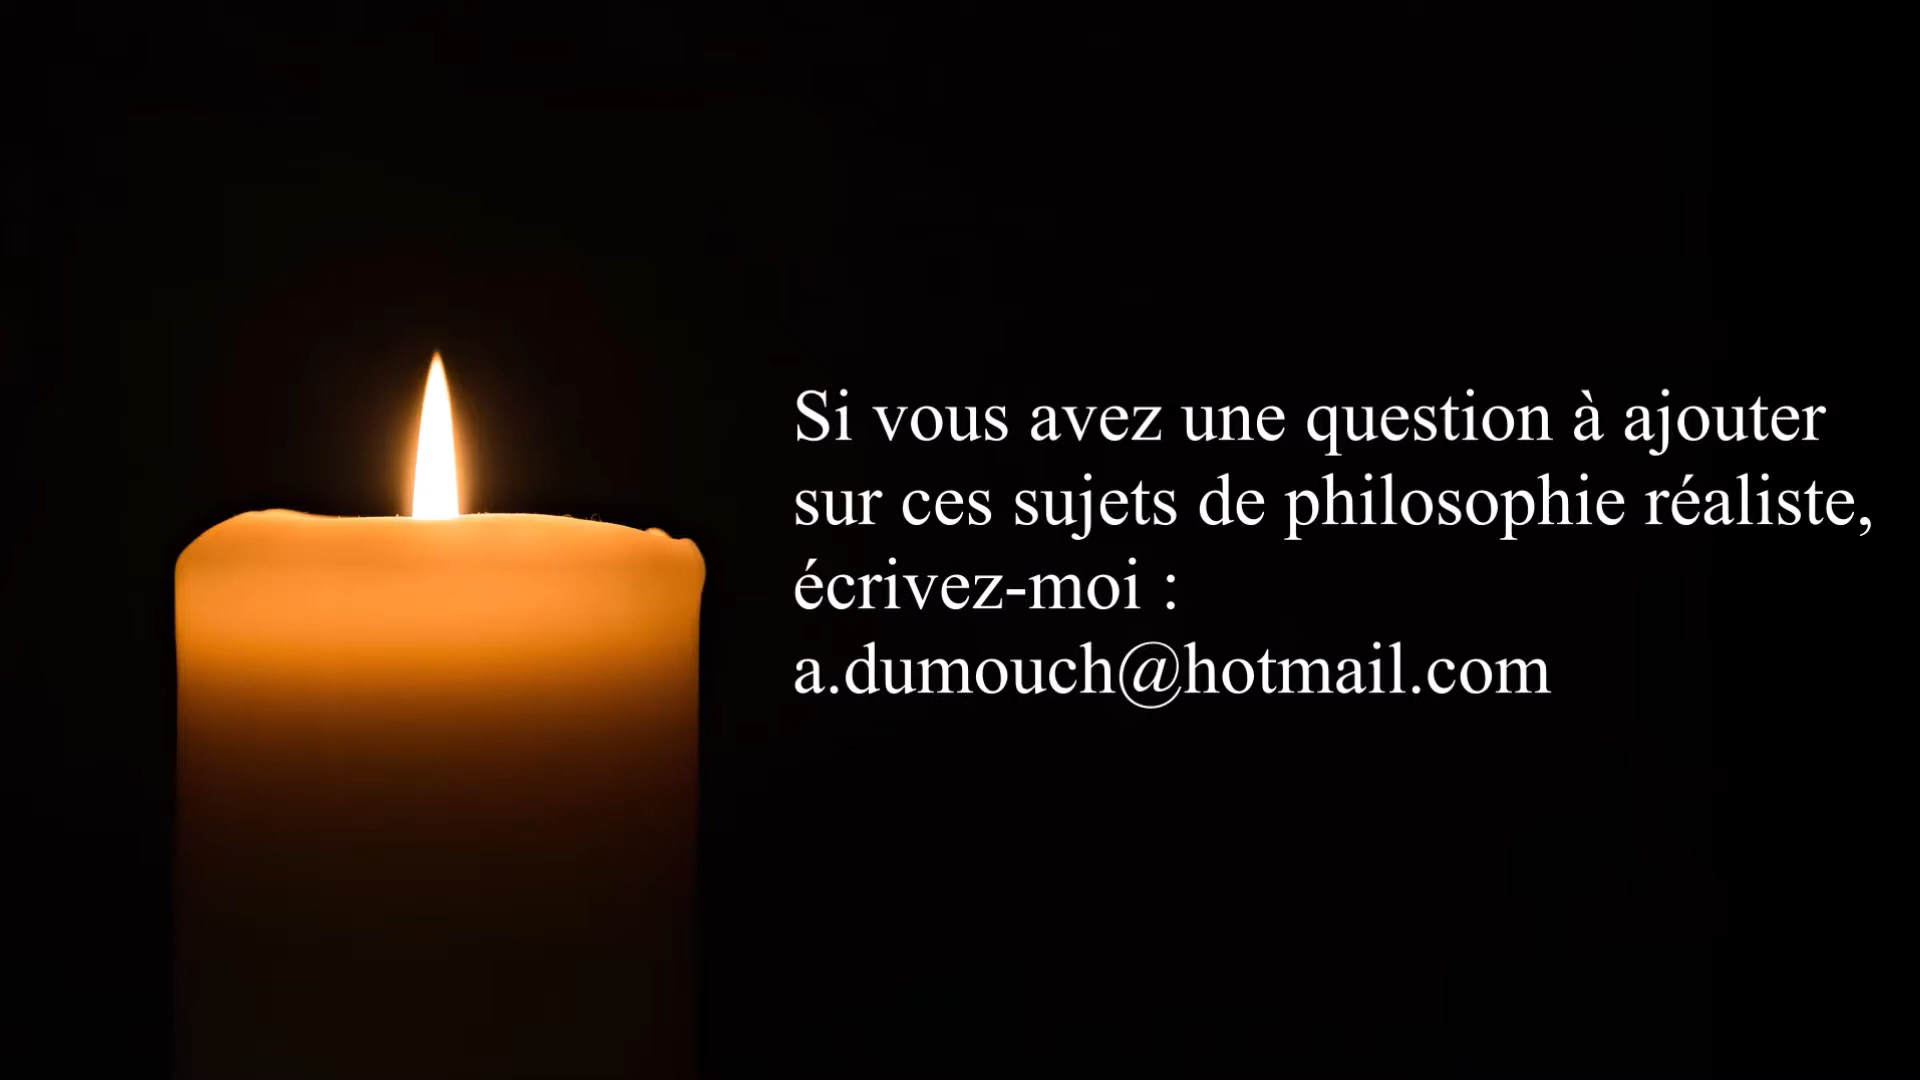 Si vous avez une question à ajouter
sur ces sujets de philosophie réaliste,
écrivez-moi :
a.dumouch@hotmail.com